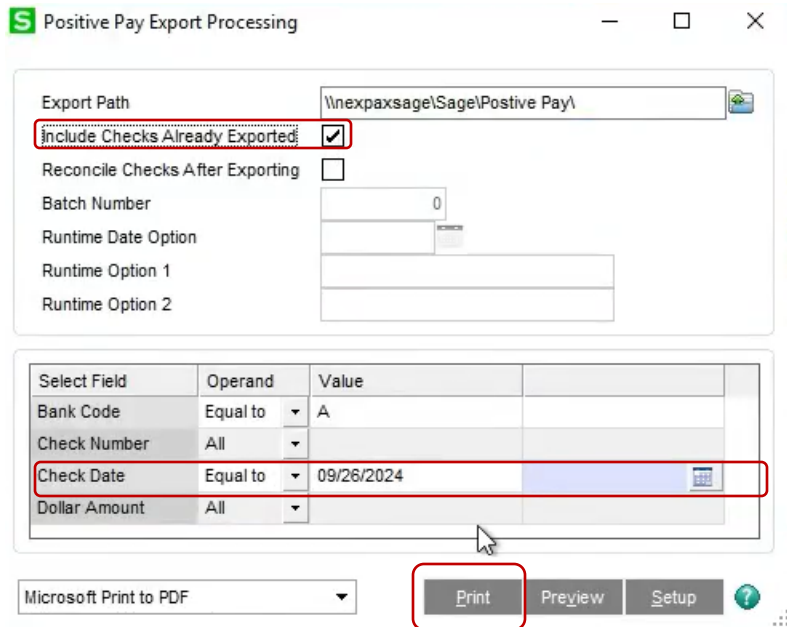 S Positive Pay Export Processing
Export Path \\nexpaxsage\Sage\Postive Pay\
Include Checks Already Exported
Reconcile Checks After Exporting
Batch Number 0
Runtime Date Option
Runtime Option 1
Runtime Option 2
Select Field Operand Value
Bank Code Equal to A
Check Number All
Check Date Equal to 09/26/2024
Dollar Amount All
Microsoft Print to PDF Print Preview Setup ?